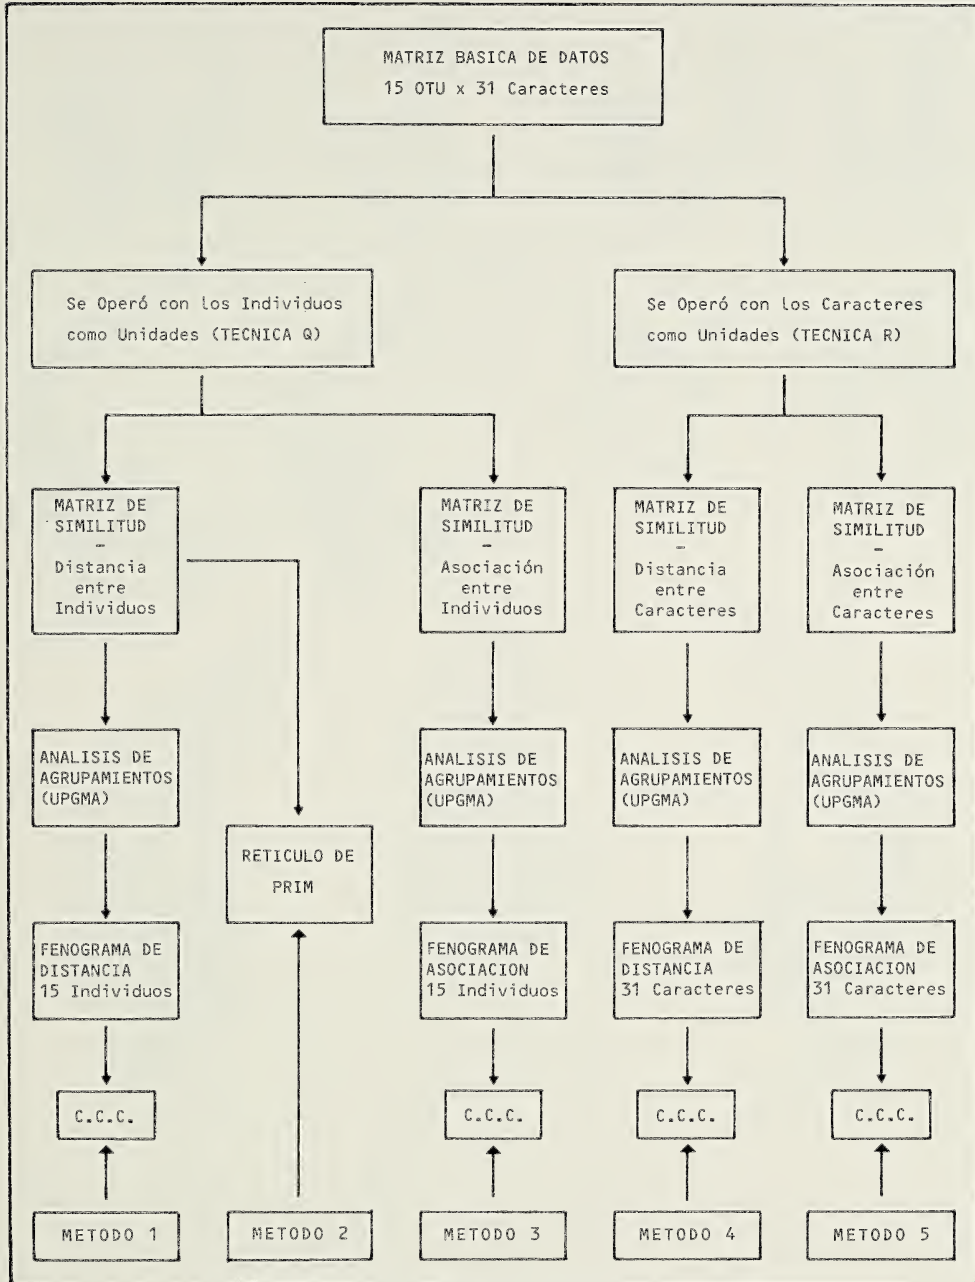 MATRIZ BASICA DE DATOS
15 OTU x 31 Caracteres
Se Operó con los Individuos
como Unidades (TECNICA Q)
Se Operó con los Caracteres
como Unidades (TECNICA R)
MATRIZ DE
SIMILITUD
-
Distancia
entre
Individuos
MATRIZ DE
SIMILITUD
-
Asociación
entre
Individuos
MATRIZ DE
SIMILITUD
-
Distancia
entre
Caracteres
MATRIZ DE
SIMILITUD
-
Asociación
entre
Caracteres
ANALISIS DE
AGRUPAMIENTOS
(UPGMA)
RETICULO DE
PRIM
ANALISIS DE
AGRUPAMIENTOS
(UPGMA)
ANALISIS DE
AGRUPAMIENTOS
(UPGMA)
ANALISIS DE
AGRUPAMIENTOS
(UPGMA)
FENOGRAMA DE
DISTANCIA
15 Individuos
FENOGRAMA DE
ASOCIACION
15 Individuos
FENOGRAMA DE
DISTANCIA
31 Caracteres
FENOGRAMA DE
ASOCIACION
31 Caracteres
C.C.C.
C.C.C.
C.C.C.
C.C.C.
METODO 1
METODO 2
METODO 3
METODO 4
METODO 5